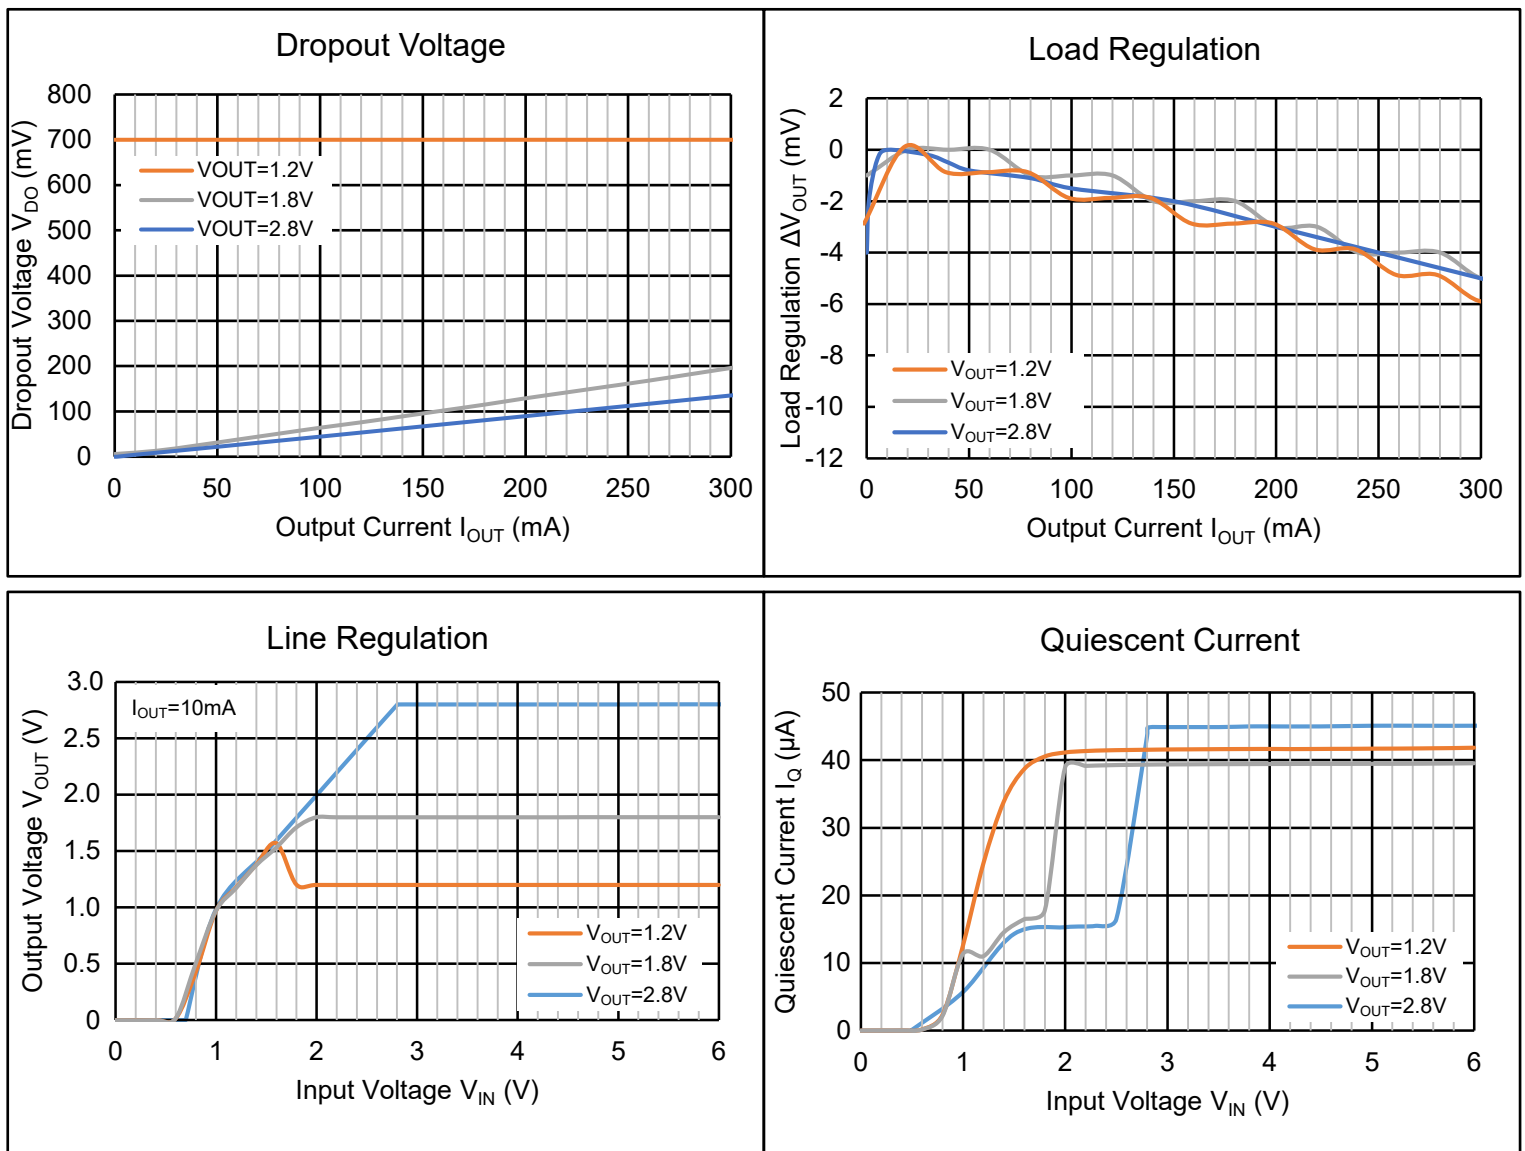 Dropout Voltage
Dropout Voltage V_DO (mV)
800
700
600
500
400
300
200
100
0
VOUT=1.2V
VOUT=1.8V
VOUT=2.8V
0 50 100 150 200 250 300
Output Current I_OUT (mA)
Load Regulation
Load Regulation ΔV_OUT (mV)
2
0
-2
-4
-6
-8
-10
-12
V_OUT=1.2V
V_OUT=1.8V
V_OUT=2.8V
0 50 100 150 200 250 300
Output Current I_OUT (mA)
Line Regulation
Output Voltage V_OUT (V)
3.0
2.5
2.0
1.5
1.0
0.5
0
I_OUT=10mA
V_OUT=1.2V
V_OUT=1.8V
V_OUT=2.8V
0 1 2 3 4 5 6
Input Voltage V_IN (V)
Quiescent Current
Quiescent Current I_Q (μA)
50
40
30
20
10
0
V_OUT=1.2V
V_OUT=1.8V
V_OUT=2.8V
0 1 2 3 4 5 6
Input Voltage V_IN (V)